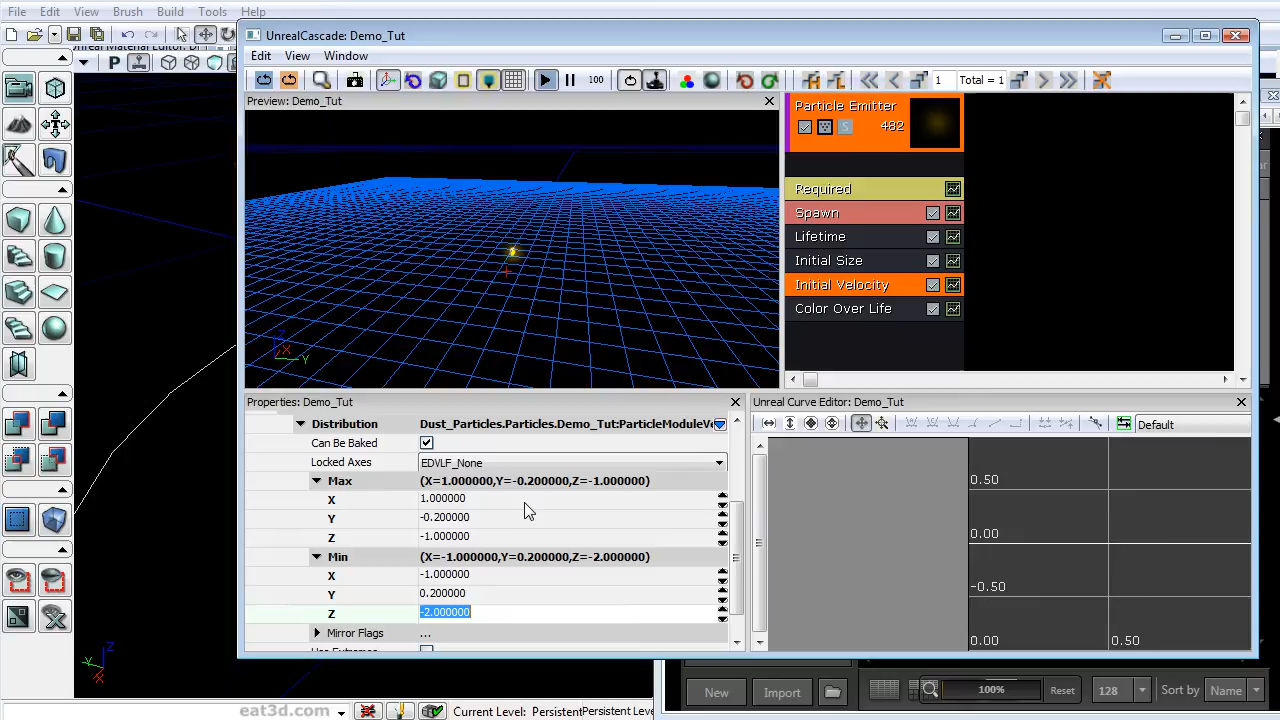 File Edit View Brush Build Tools Help
Unreal Material Editor: D
UnrealCascade: Demo_Tut
Edit View Window
100
1 Total = 1
Preview: Demo_Tut
Particle Emitter
482
Required
Spawn
Lifetime
Initial Size
Initial Velocity
Color Over Life
Z
X
Y
Properties: Demo_Tut
Distribution Dust_Particles.Particles.Demo_Tut:ParticleModuleVe
Can Be Baked
Locked Axes EDVLF_None
Max (X=1.000000,Y=-0.200000,Z=-1.000000)
X 1.000000
Y -0.200000
Z -1.000000
Min (X=-1.000000,Y=0.200000,Z=-2.000000)
X -1.000000
Y 0.200000
Z -2.000000
Mirror Flags ...
Unreal Curve Editor: Demo_Tut
Default
0.50
0.00
-0.50
0.00 0.50
Z
Y
X
New Import 100% Reset 128 Sort by Name
eat3d.com Current Level: PersistentPersistent Level